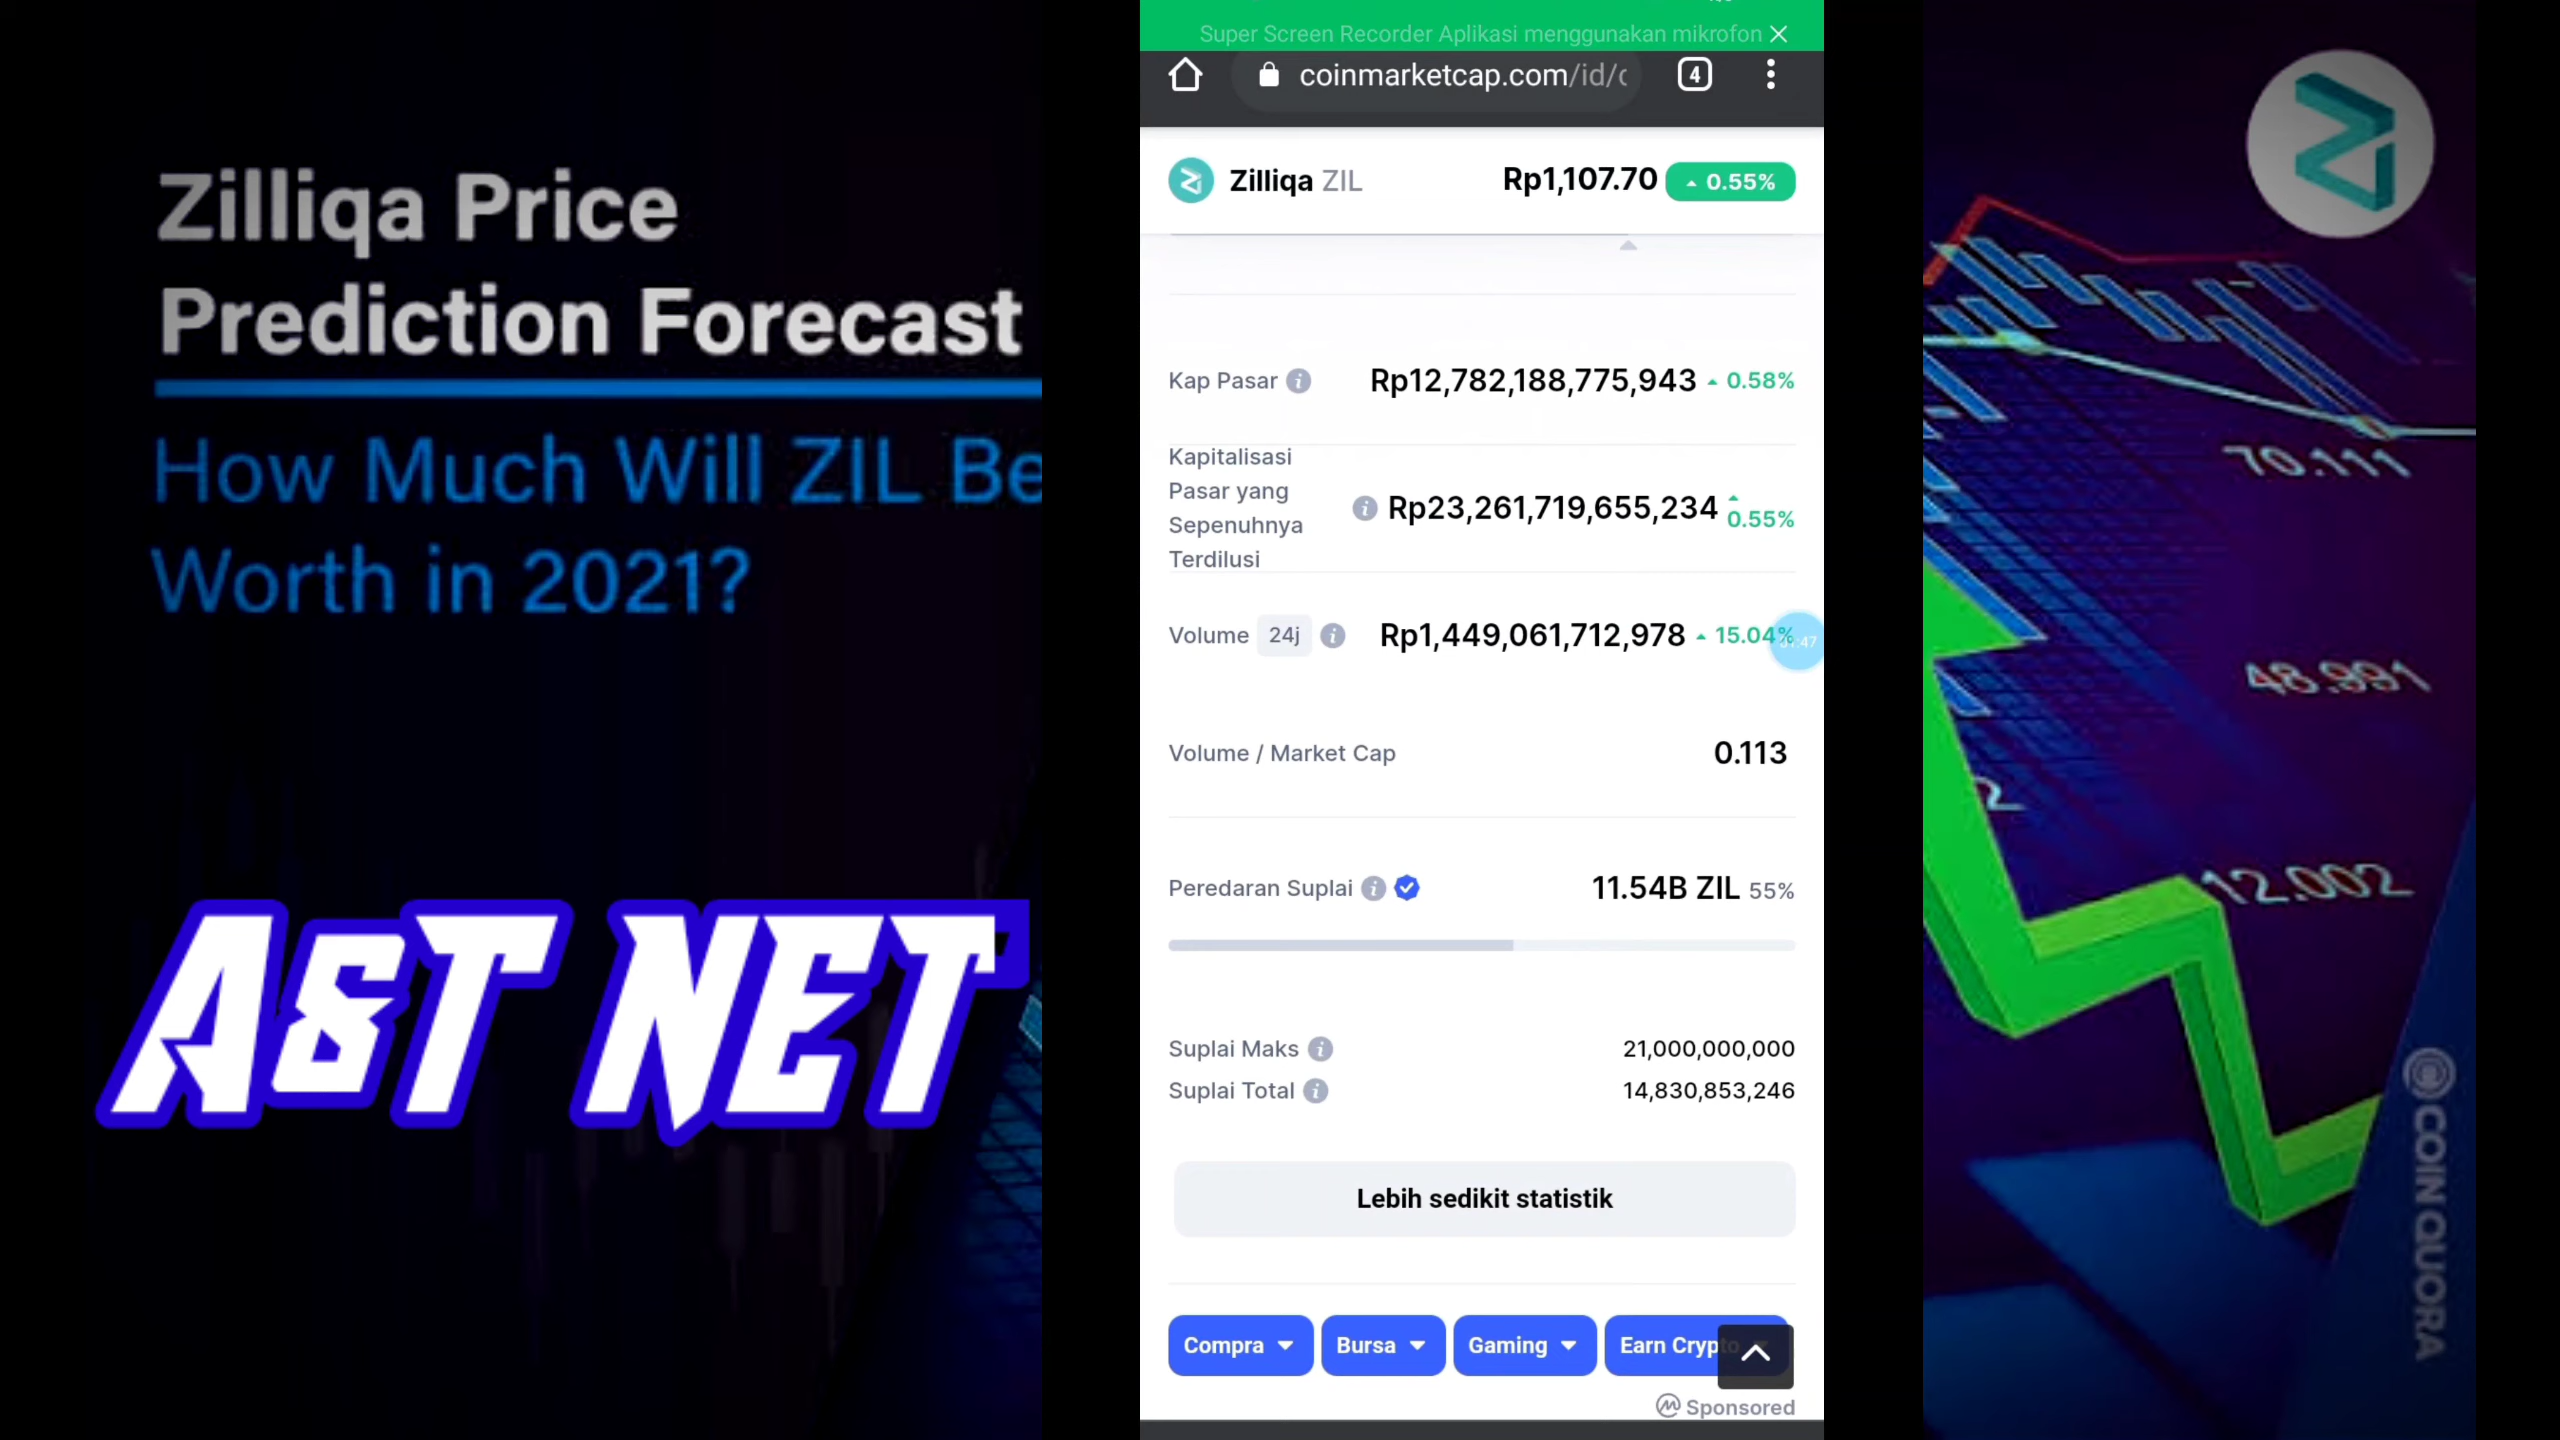 Super Screen Recorder Aplikasi menggunakan mikrofon
coinmarketcap.com/id/c
4
Zilliqa ZIL
Rp1,107.70
0.55%
Zilliqa Price
Prediction Forecast
How Much Will ZIL Be
Worth in 2021?
A&T NET
Kap Pasar
Rp12,782,188,775,943
0.58%
Kapitalisasi
Pasar yang
Sepenuhnya
Terdilusi
Rp23,261,719,655,234
0.55%
Volume 24j
Rp1,449,061,712,978
15.04%
Volume / Market Cap
0.113
Peredaran Suplai
11.54B ZIL 55%
Suplai Maks
21,000,000,000
Suplai Total
14,830,853,246
Lebih sedikit statistik
Compra
Bursa
Gaming
Earn Crypto
Sponsored
70.111
48.991
2
12.002
COIN QUORA